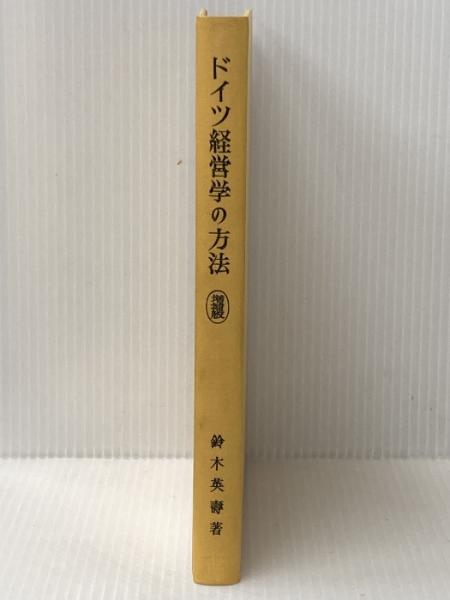 ドイツ経営学の方法
増補版
鈴木英壽著